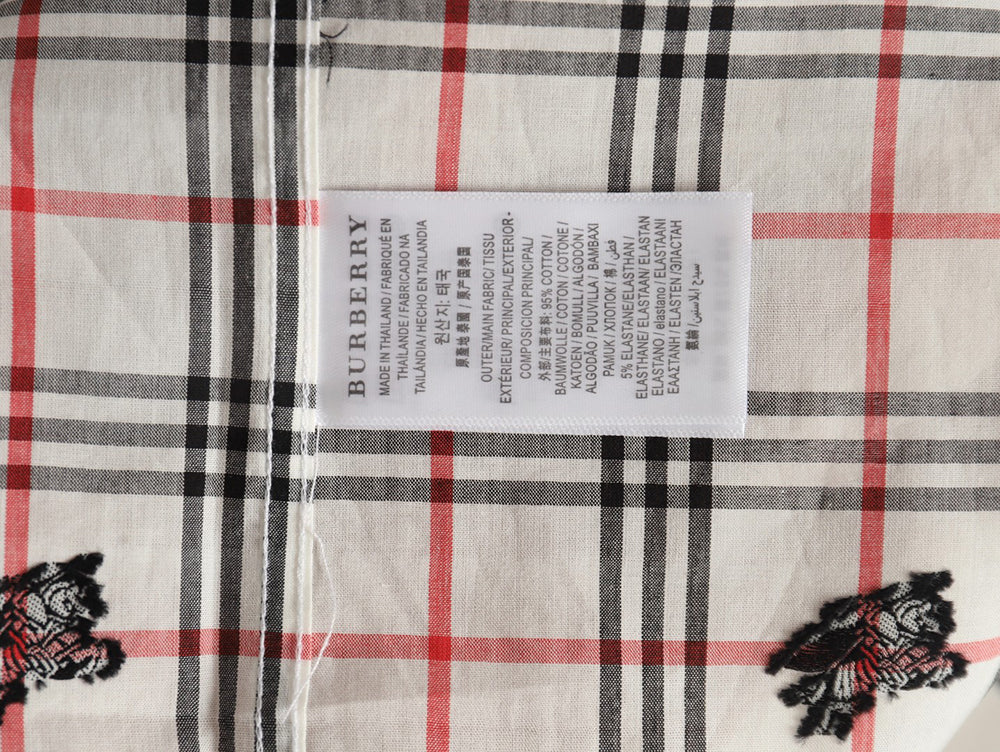 BURBERRY
MADE IN THAILAND / FABRIQUÉ EN
THAÏLANDE / FABRICADO NA
TAILÂNDIA / HECHO EN TAILANDIA
원산지: 태국
原產地 泰國 / 原产国泰国
OUTER/MAIN FABRIC/TISSU
EXTÉRIEUR/ PRINCIPAL/EXTERIOR -
COMPOSICION PRINCIPAL/
外部/主要布料: 95% COTTON /
BAUMWOLLE / COTON / COTONE /
KATOEN / BOMULL / ALGODÓN /
ALGODÃO / PUUVILLA / BAMBAXI
PAMUK / ХЛОПОК / 棉 / قطن
5% ELASTANE/ELASTHAN /
ELASTHANE/ ELASTAAN/ ELASTAN
ELASTANO / elastano / ELASTAANI
ΕΛΑΣΤΑΝΗ / ELASTEN / ЭЛАСТАН
氨綸 /